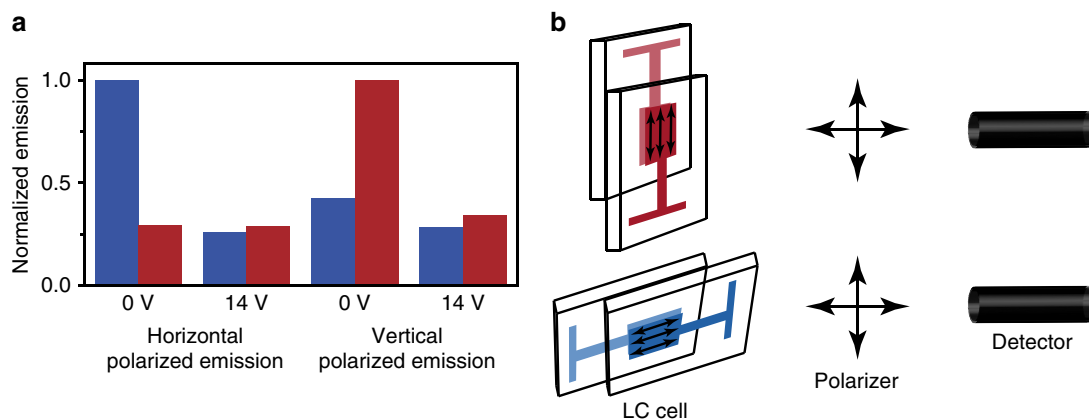 a
Normalized emission
1.0
0.5
0.0
0 V
14 V
0 V
14 V
Horizontal
polarized emission
Vertical
polarized emission
b
LC cell
Polarizer
Detector